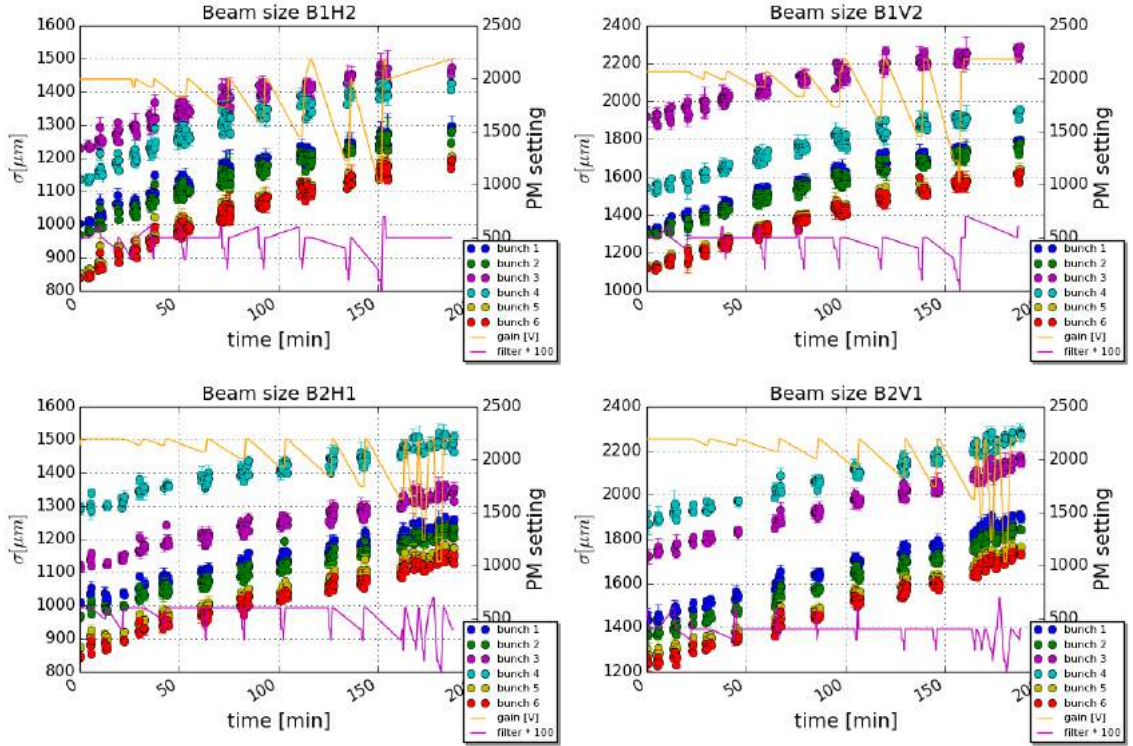 Beam size B1H2
1600
1500
1400
1300
1200
1100
1000
900
800
σ[μm]
2500
2000
1500
1000
500
PM setting
0
50
100
150
200
time [min]
bunch 1
bunch 2
bunch 3
bunch 4
bunch 5
bunch 6
gain [V]
filter * 100
Beam size B1V2
2400
2200
2000
1800
1600
1400
1200
1000
σ[μm]
2500
2000
1500
1000
500
PM setting
0
50
100
150
time [min]
bunch 1
bunch 2
bunch 3
bunch 4
bunch 5
bunch 6
gain [V]
filter * 100
Beam size B2H1
1600
1500
1400
1300
1200
1100
1000
900
800
σ[μm]
2500
2000
1500
1000
500
PM setting
0
50
100
150
time [min]
bunch 1
bunch 2
bunch 3
bunch 4
bunch 5
bunch 6
gain [V]
filter * 100
Beam size B2V1
2400
2200
2000
1800
1600
1400
1200
σ[μm]
2500
2000
1500
1000
500
PM setting
0
50
100
150
time [min]
bunch 1
bunch 2
bunch 3
bunch 4
bunch 5
bunch 6
gain [V]
filter * 100